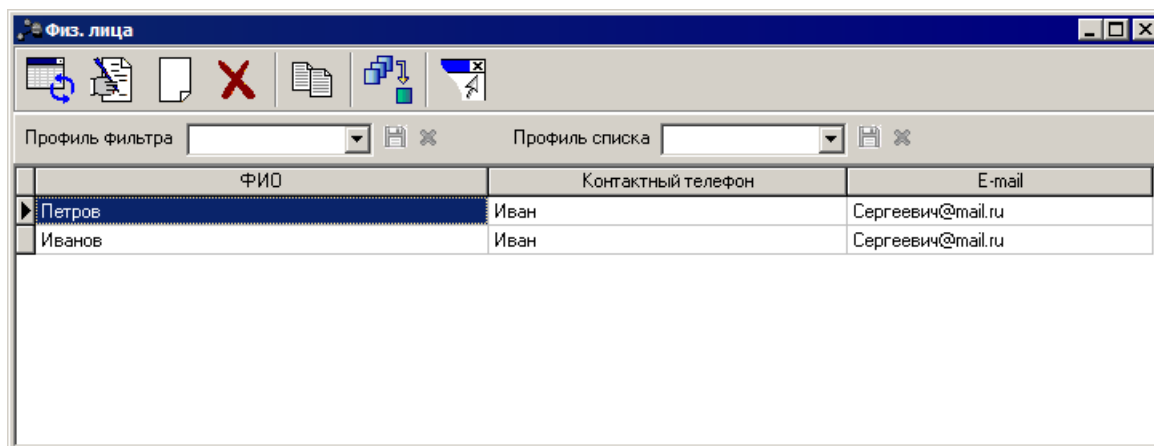 Физ. лица
Профиль фильтра Профиль списка
ФИО Контактный телефон E-mail
Петров Иван Сергеевич@mail.ru
Иванов Иван Сергеевич@mail.ru